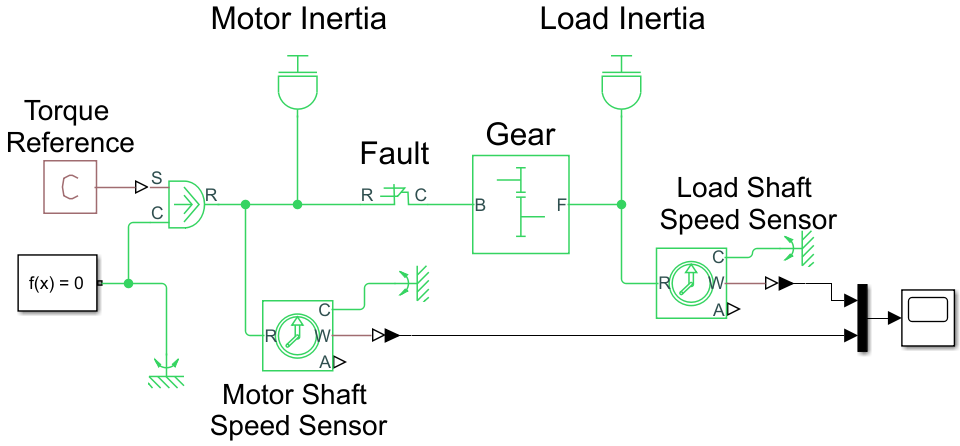 Motor Inertia
Load Inertia
Torque
Reference
C
S
C
R
Fault
R
C
Gear
B
F
Load Shaft
Speed Sensor
R
C
W
A
f(x) = 0
R
C
W
A
Motor Shaft
Speed Sensor